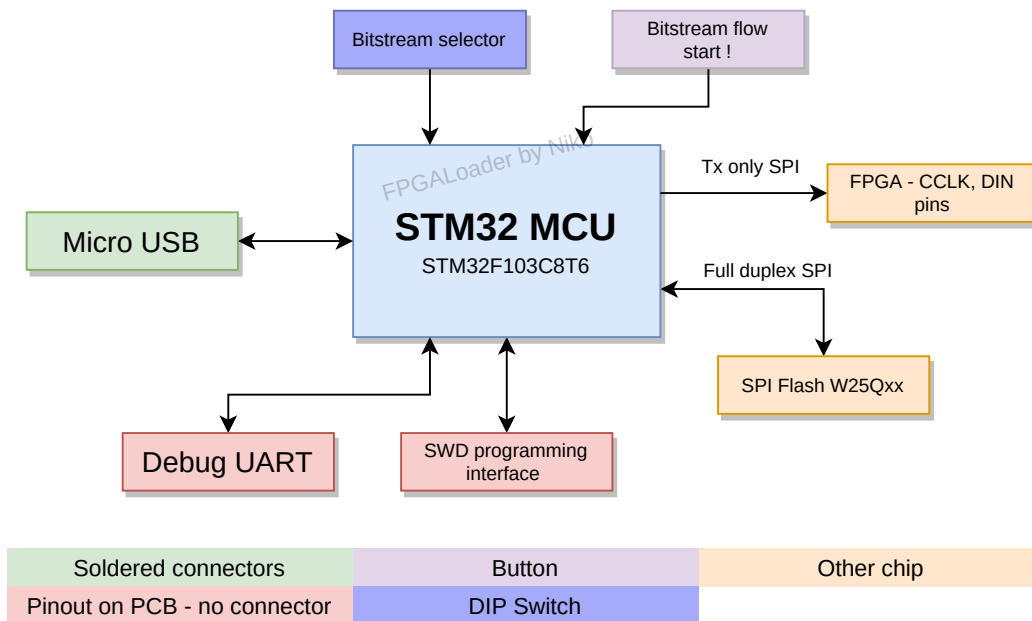 Bitstream selector
Bitstream flow
start !
FPGALoader by Niko
STM32 MCU
STM32F103C8T6
Tx only SPI
FPGA - CCLK, DIN
pins
Micro USB
Full duplex SPI
SPI Flash W25Qxx
Debug UART
SWD programming
interface
Soldered connectors
Button
Other chip
Pinout on PCB - no connector
DIP Switch